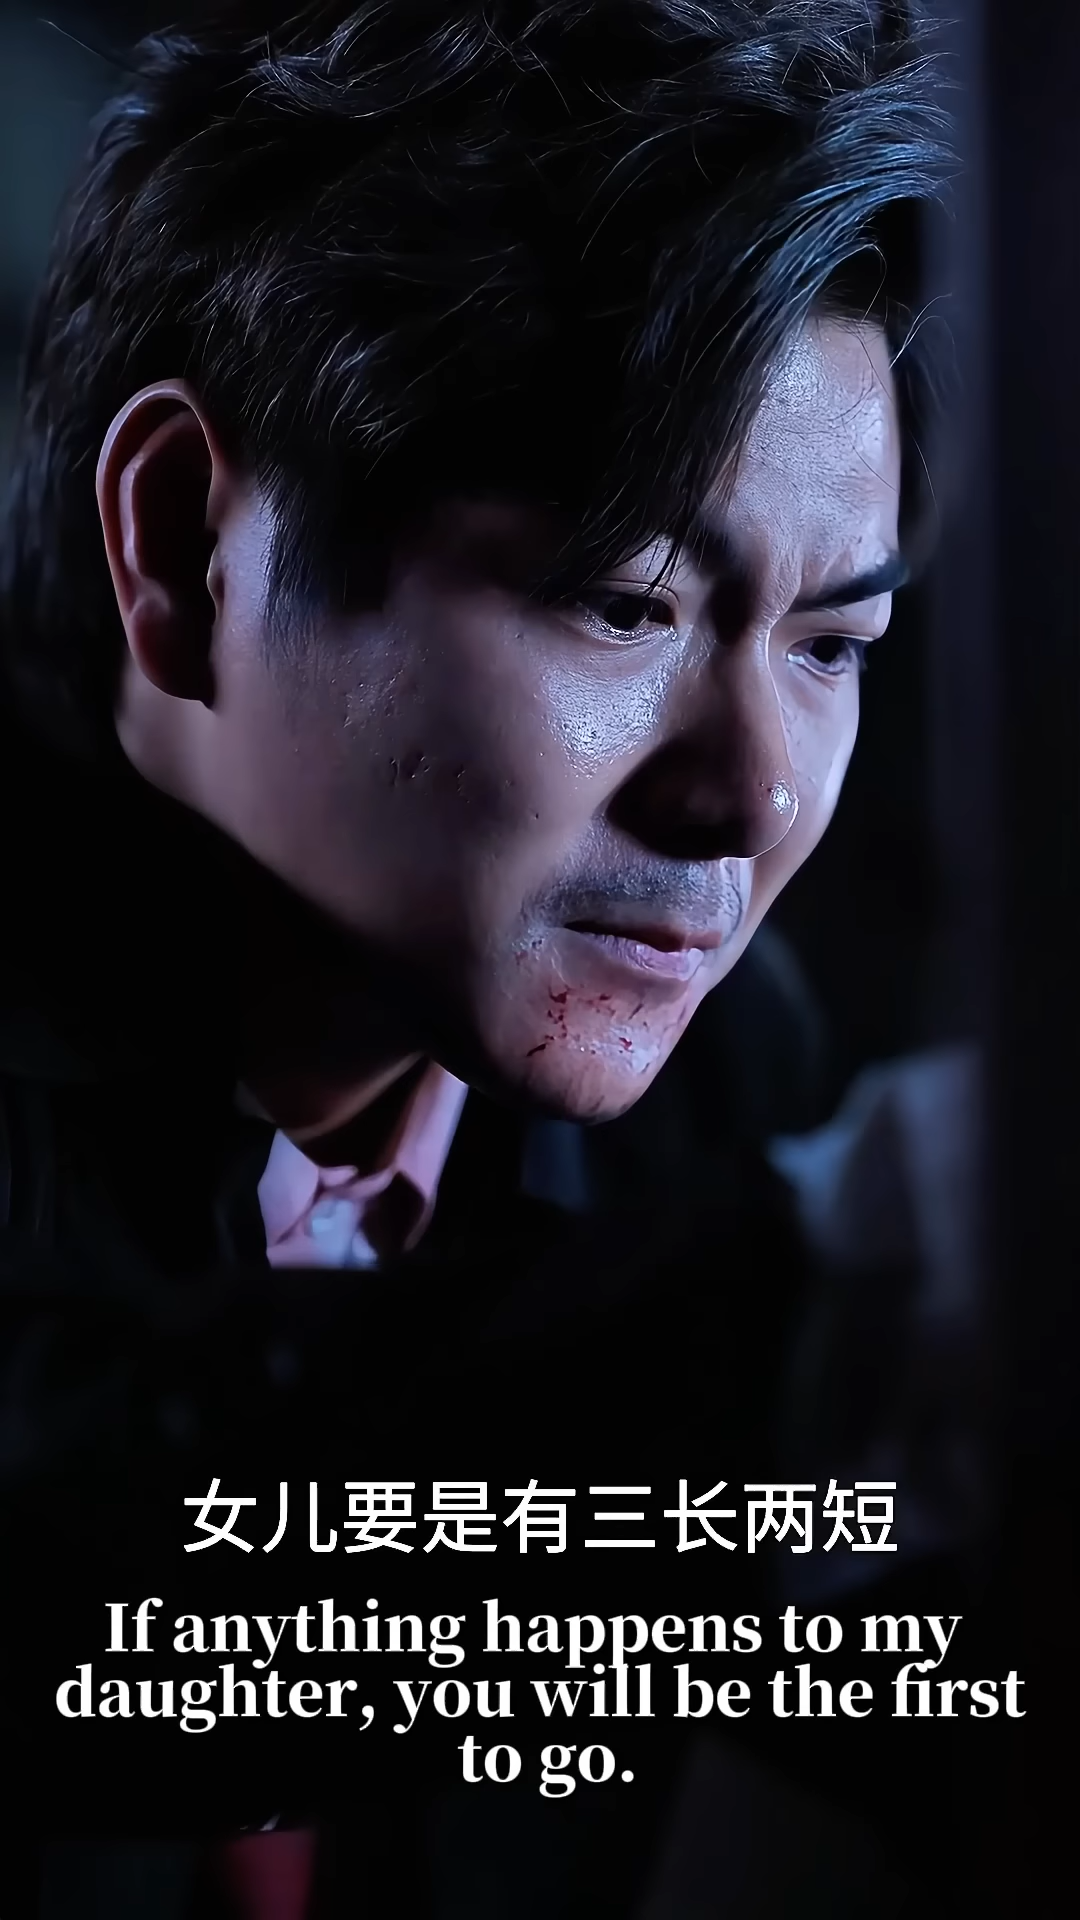 女儿要是有三长两短
If anything happens to my
daughter, you will be the first
to go.